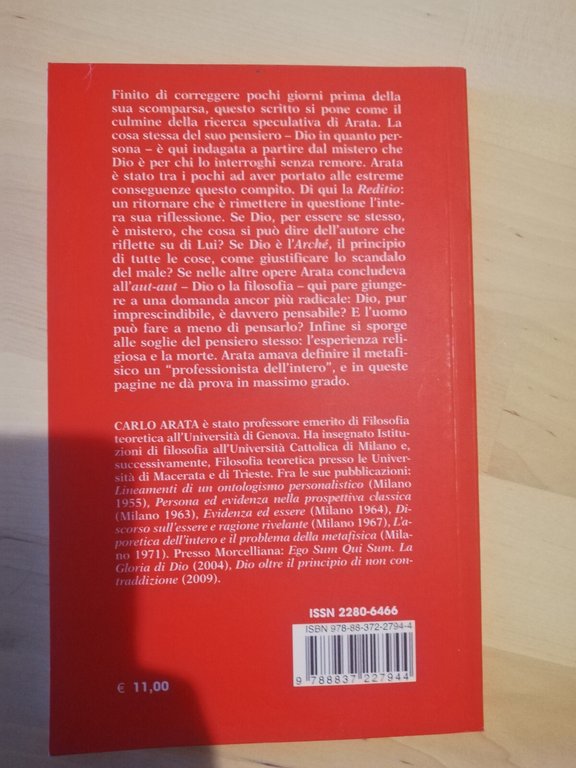 Finito di correggere pochi giorni prima della
sua scomparsa, questo scritto si pone come il
culmine della ricerca speculativa di Arata. La
cosa stessa del suo pensiero – Dio in quanto per-
sona – è qui indagata a partire dal mistero che
Dio è per chi lo interroghi senza remore. Arata
è stato tra i pochi ad aver portato alle estreme
conseguenze questo compito. Di qui la Reditio:
un ritornare che è rimettere in questione l'inte-
ra sua riflessione. Se Dio, per essere se stesso,
è mistero, che cosa si può dire dell'autore che
riflette su di Lui? Se Dio è l'Arché, il principio
di tutte le cose, come giustificare lo scandalo
del male? Se nelle altre opere Arata concludeva
all'aut-aut – Dio o la filosofia – qui pare giunge-
re a una domanda ancor più radicale: Dio, pur
imprescindibile, è davvero pensabile? E l'uomo
può fare a meno di pensarlo? Infine si sporge
alle soglie del pensiero stesso: l'esperienza reli-
giosa e la morte. Arata amava definire il metafi-
sico un “professionista dell'intero”, e in queste
pagine ne dà prova in massimo grado.
CARLO ARATA è stato professore emerito di Filosofia
teoretica all'Università di Genova. Ha insegnato Istitu-
zioni di filosofia all'Università Cattolica di Milano e,
successivamente, Filosofia teoretica presso le Univer-
sità di Macerata e di Trieste. Fra le sue pubblicazioni:
Lineamenti di un ontologismo personalistico (Milano
1955), Persona ed evidenza nella prospettiva classica
(Milano 1963), Evidenza ed essere (Milano 1964), Di-
scorso sull'essere e ragione rivelante (Milano 1967), L'a-
poretica dell'intero e il problema della metafisica (Mila-
no 1971). Presso Morcelliana: Ego Sum Qui Sum. La
Gloria di Dio (2004), Dio oltre il principio di non con-
traddizione (2009).
ISSN 2280-6466
ISBN 978-88-372-2794-4
9 788837 227944
€ 11,00